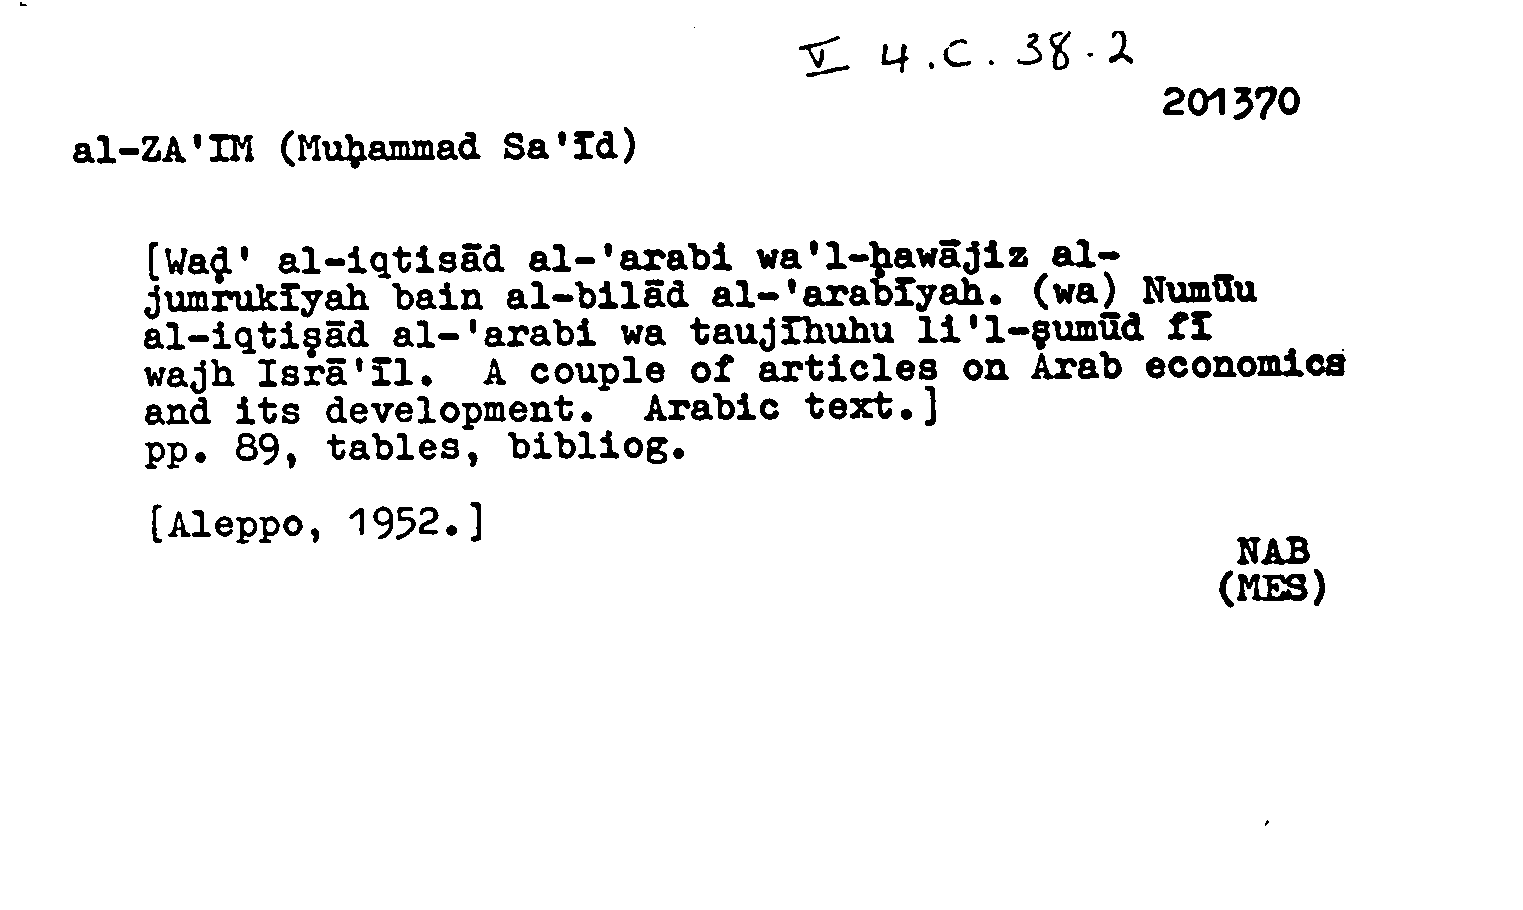 V 4.C. 38.2
201370
al-ZA'IM (Muḥammad Sa'īd)
[Waḍ' al-iqtisād al-'arabi wa'l-ḥawājiz al-
jumrukīyah bain al-bilād al-'arabīyah. (wa) Numūu
al-iqtiṣād al-'arabi wa taujīhuhu li'l-ṣumūd fī
wajh Isrā'īl. A couple of articles on Arab economics
and its development. Arabic text.]
pp. 89, tables, bibliog.
[Aleppo, 1952.]
NAB
(MES)